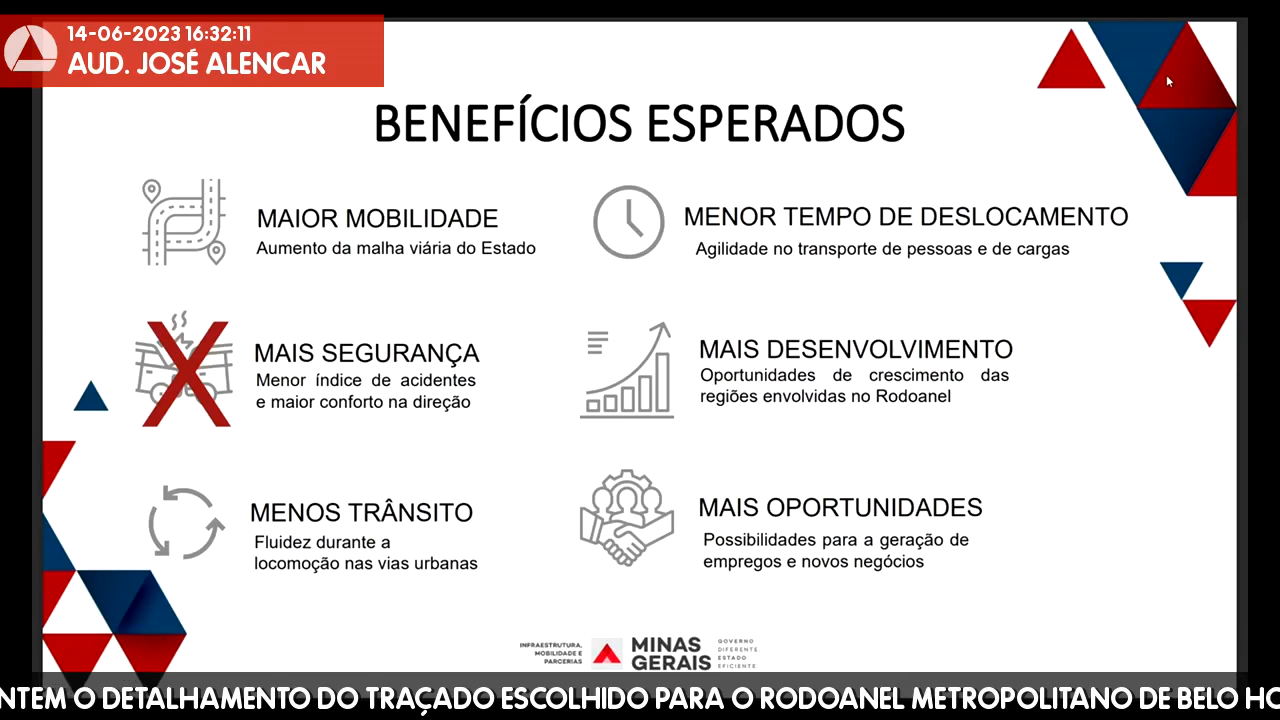 14-06-2023 16:32:11
AUD. JOSÉ ALENCAR
BENEFÍCIOS ESPERADOS
MAIOR MOBILIDADE
Aumento da malha viária do Estado
MENOR TEMPO DE DESLOCAMENTO
Agilidade no transporte de pessoas e de cargas
MAIS SEGURANÇA
Menor índice de acidentes
e maior conforto na direção
MAIS DESENVOLVIMENTO
Oportunidades de crescimento das
regiões envolvidas no Rodoanel
MENOS TRÂNSITO
Fluidez durante a
locomoção nas vias urbanas
MAIS OPORTUNIDADES
Possibilidades para a geração de
empregos e novos negócios
INFRAESTRUTURA,
MOBILIDADE E
PARCERIAS
MINAS
GERAIS
GOVERNO
DIFERENTE
ESTADO
EFICIENTE
NTEM O DETALHAMENTO DO TRAÇADO ESCOLHIDO PARA O RODOANEL METROPOLITANO DE BELO HO